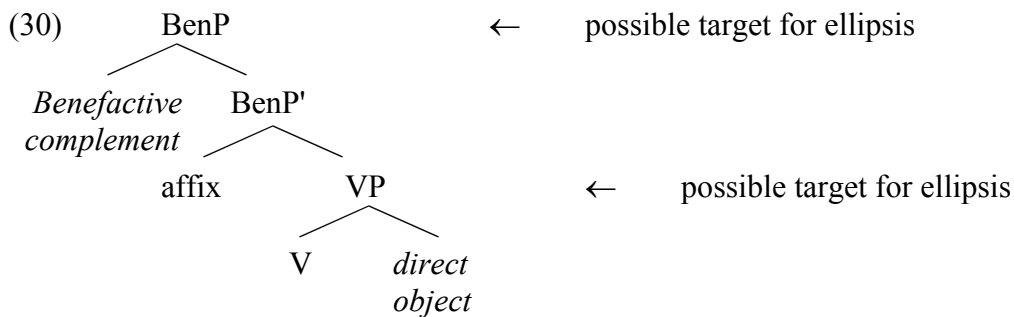 (30) BenP ← possible target for ellipsis
Benefactive BenP'
complement
affix VP ← possible target for ellipsis
V direct
object